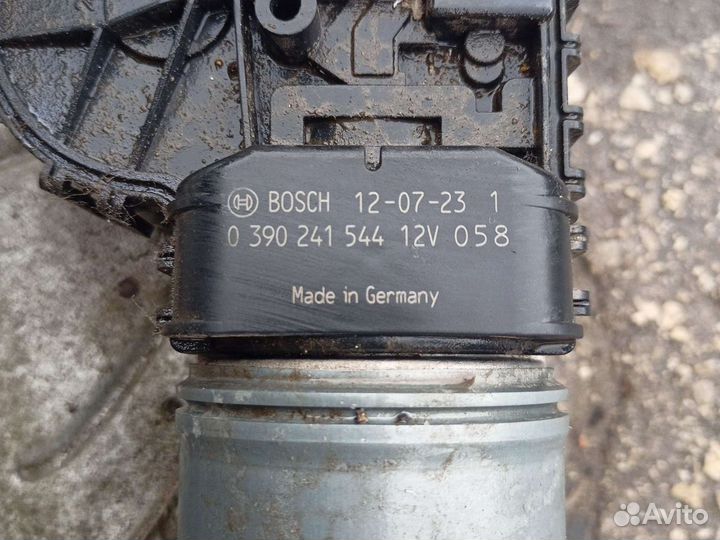 BOSCH 12-07-23 1
0 390 241 544 12V 058
Made in Germany
Avito